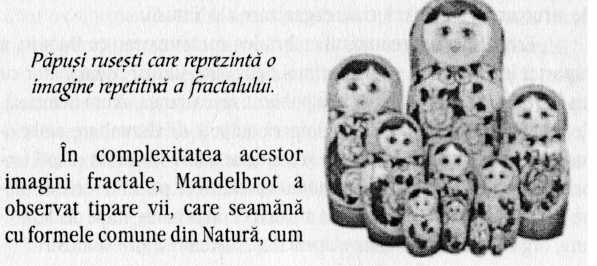 Păpuși rusești care reprezintă o
imagine repetitivă a fractalului.
În complexitatea acestor
imagini fractale, Mandelbrot a
observat tipare vii, care seamănă
cu formele comune din Natură, cum